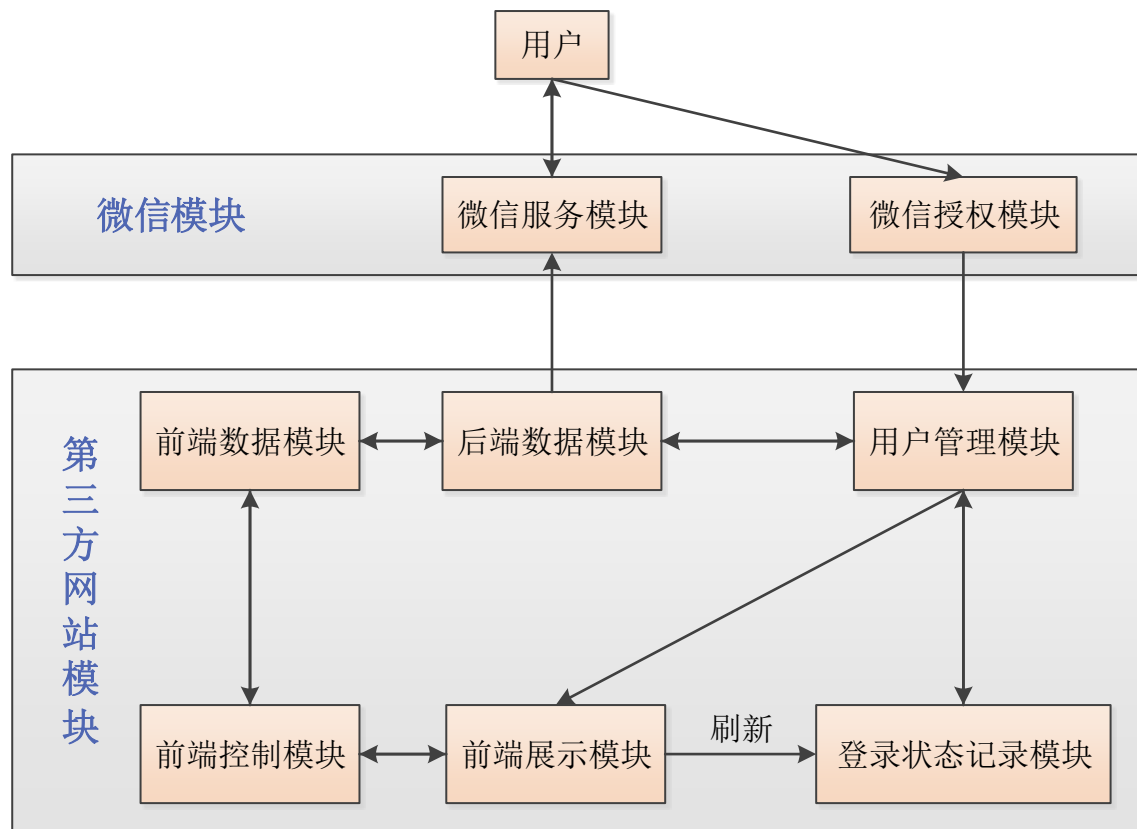 用户
微信模块
微信服务模块
微信授权模块
第三方网站模块
前端数据模块
后端数据模块
用户管理模块
前端控制模块
前端展示模块
刷新
登录状态记录模块